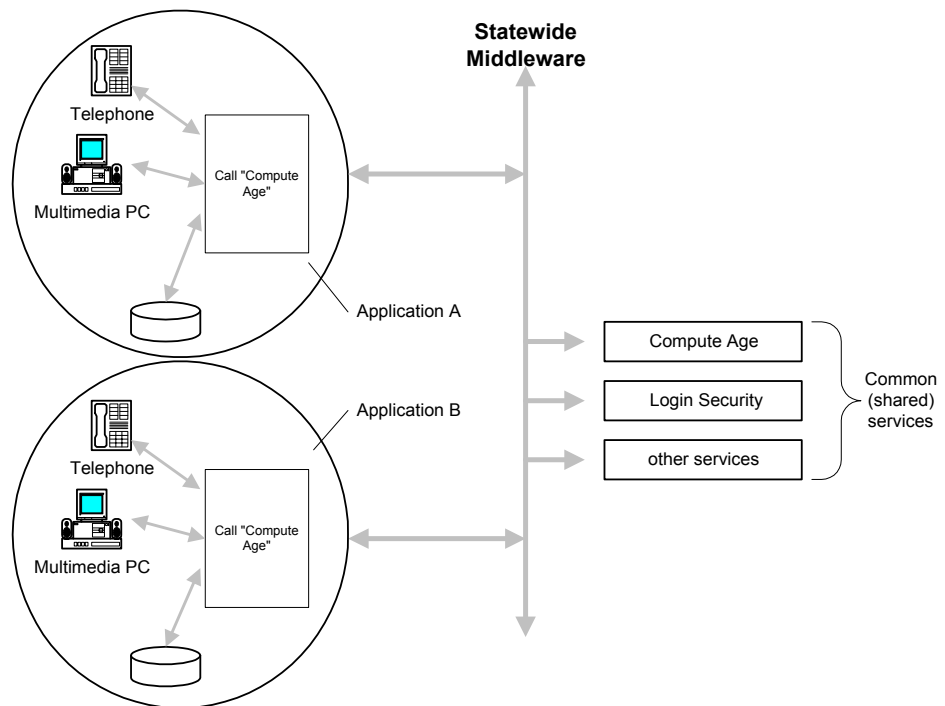 Statewide
Middleware
Telephone
Multimedia PC
Call "Compute
Age"
Application A
Compute Age
Login Security
other services
Common
(shared)
services
Application B
Telephone
Multimedia PC
Call "Compute
Age"